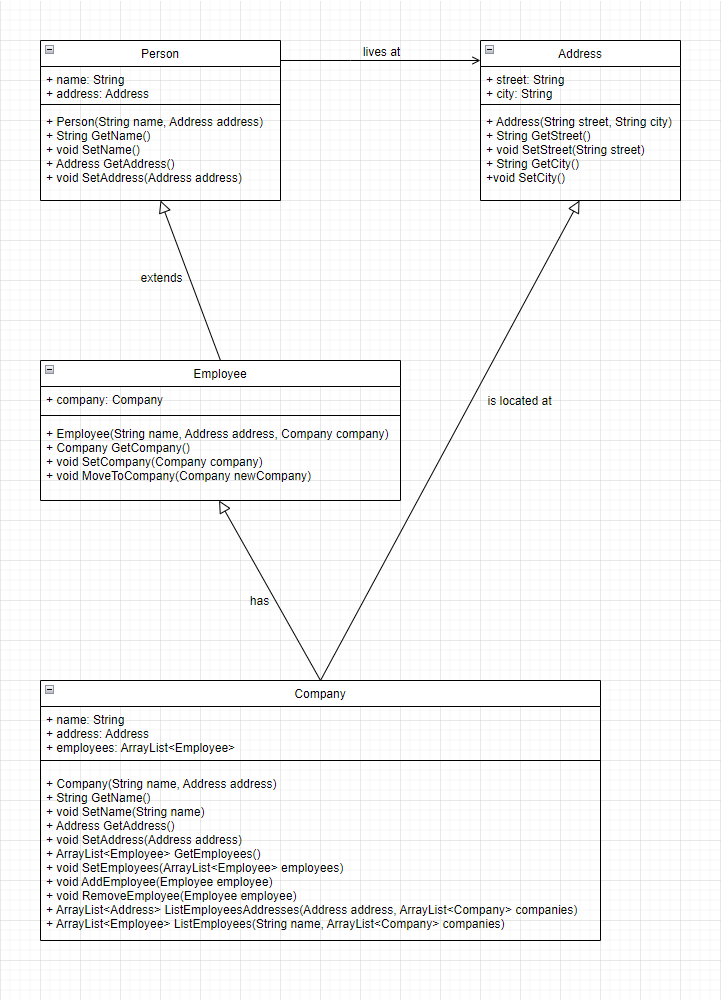 Person
+ name: String
+ address: Address
+ Person(String name, Address address)
+ String GetName()
+ void SetName()
+ Address GetAddress()
+ void SetAddress(Address address)
lives at
Address
+ street: String
+ city: String
+ Address(String street, String city)
+ String GetStreet()
+ void SetStreet(String street)
+ String GetCity()
+void SetCity()
extends
Employee
+ company: Company
+ Employee(String name, Address address, Company company)
+ Company GetCompany()
+ void SetCompany(Company company)
+ void MoveToCompany(Company newCompany)
is located at
has
Company
+ name: String
+ address: Address
+ employees: ArrayList<Employee>
+ Company(String name, Address address)
+ String GetName()
+ void SetName(String name)
+ Address GetAddress()
+ void SetAddress(Address address)
+ ArrayList<Employee> GetEmployees()
+ void SetEmployees(ArrayList<Employee> employees)
+ void AddEmployee(Employee employee)
+ void RemoveEmployee(Employee employee)
+ ArrayList<Address> ListEmployeesAddresses(Address address, ArrayList<Company> companies)
+ ArrayList<Employee> ListEmployees(String name, ArrayList<Company> companies)